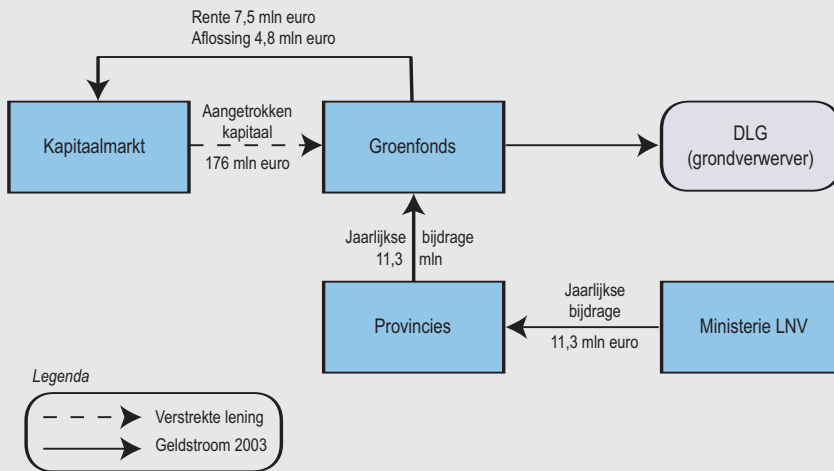 Rente 7,5 mln euro
Aflossing 4,8 mln euro
Kapitaalmarkt
Aangetrokken
kapitaal
176 mln euro
Groenfonds
DLG
(grondverwerver)
Jaarlijkse bijdrage
11,3 mln
Provincies
Jaarlijkse
bijdrage
11,3 mln euro
Ministerie LNV
Legenda
Verstrekte lening
Geldstroom 2003